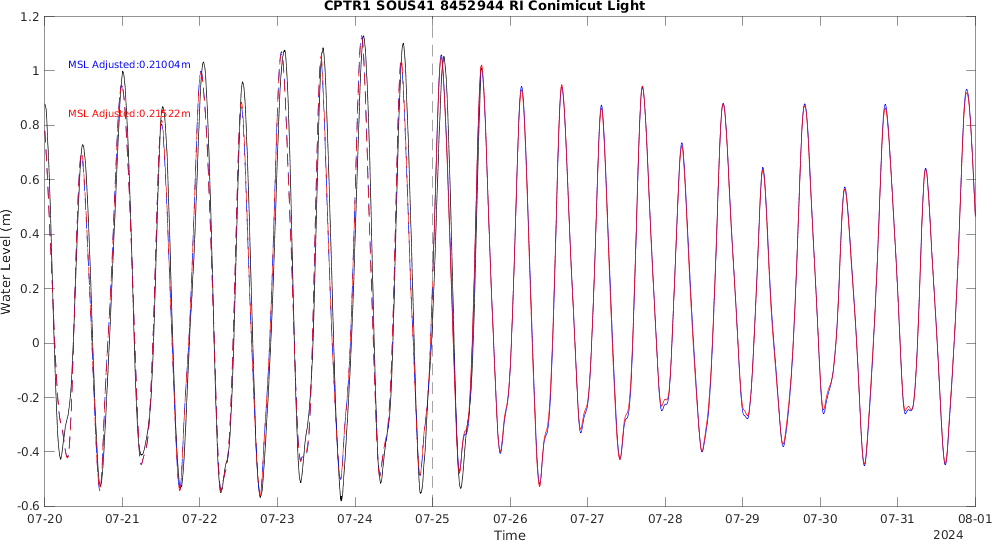 CPTR1 SOUS41 8452944 RI Conimicut Light
1.2
1
0.8
0.6
0.4
0.2
0
-0.2
-0.4
-0.6
Water Level (m)
MSL Adjusted:0.21004m
MSL Adjusted:0.21522m
07-20 07-21 07-22 07-23 07-24 07-25 07-26 07-27 07-28 07-29 07-30 07-31 08-01
Time
2024